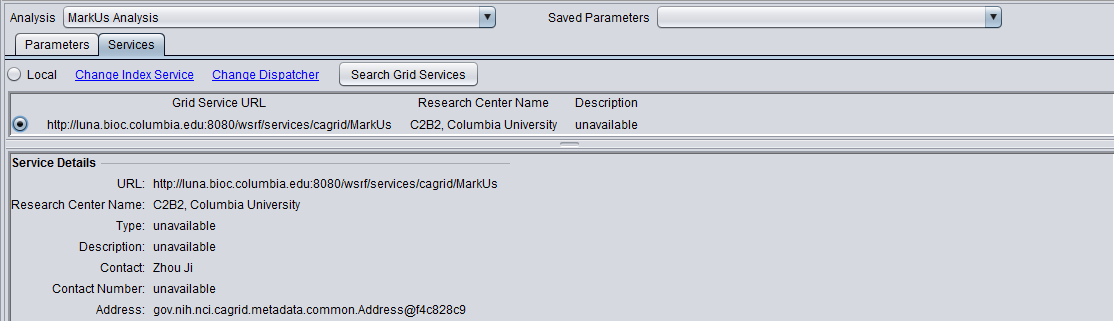 Analysis MarkUs Analysis Saved Parameters
Parameters Services
Local Change Index Service Change Dispatcher Search Grid Services
Grid Service URL Research Center Name Description
http://luna.bioc.columbia.edu:8080/wsrf/services/cagrid/MarkUs C2B2, Columbia University unavailable
Service Details
URL: http://luna.bioc.columbia.edu:8080/wsrf/services/cagrid/MarkUs
Research Center Name: C2B2, Columbia University
Type: unavailable
Description: unavailable
Contact: Zhou Ji
Contact Number: unavailable
Address: gov.nih.nci.cagrid.metadata.common.Address@f4c828c9